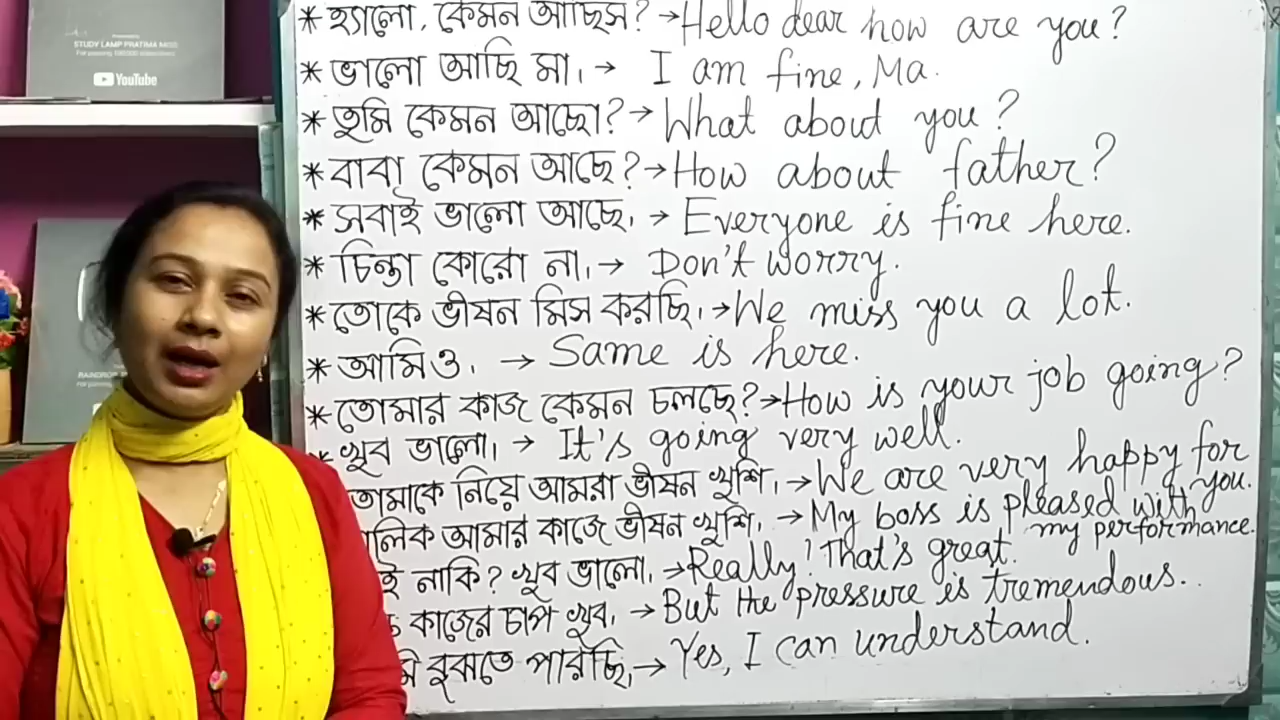 STUDY LAMP PRATIMA MISS
YouTube
* হ্যালো, কেমন আছিস? → Hello dear how are you?
* ভালো আছি মা। → I am fine, Ma.
* তুমি কেমন আছো? → What about you?
* বাবা কেমন আছে? → How about father?
* সবাই ভালো আছে। → Everyone is fine here.
* চিন্তা কোরো না। → Don't worry.
* তোকে ভীষন মিস করছি। → We miss you a lot.
* আমিও। → Same is here.
* তোমার কাজ কেমন চলছে? → How is your job going?
* খুব ভালো। → It's going very well.
তোমাকে নিয়ে আমরা ভীষন খুশি। → We are very happy for you.
লিক আমার কাজে ভীষন খুশি। → My boss is pleased with my performance.
ই নাকি? খুব ভালো। → Really! That's great.
কাজের চাপ খুব। → But the pressure is tremendous.
মি বুঝতে পারছি। → Yes, I can understand.